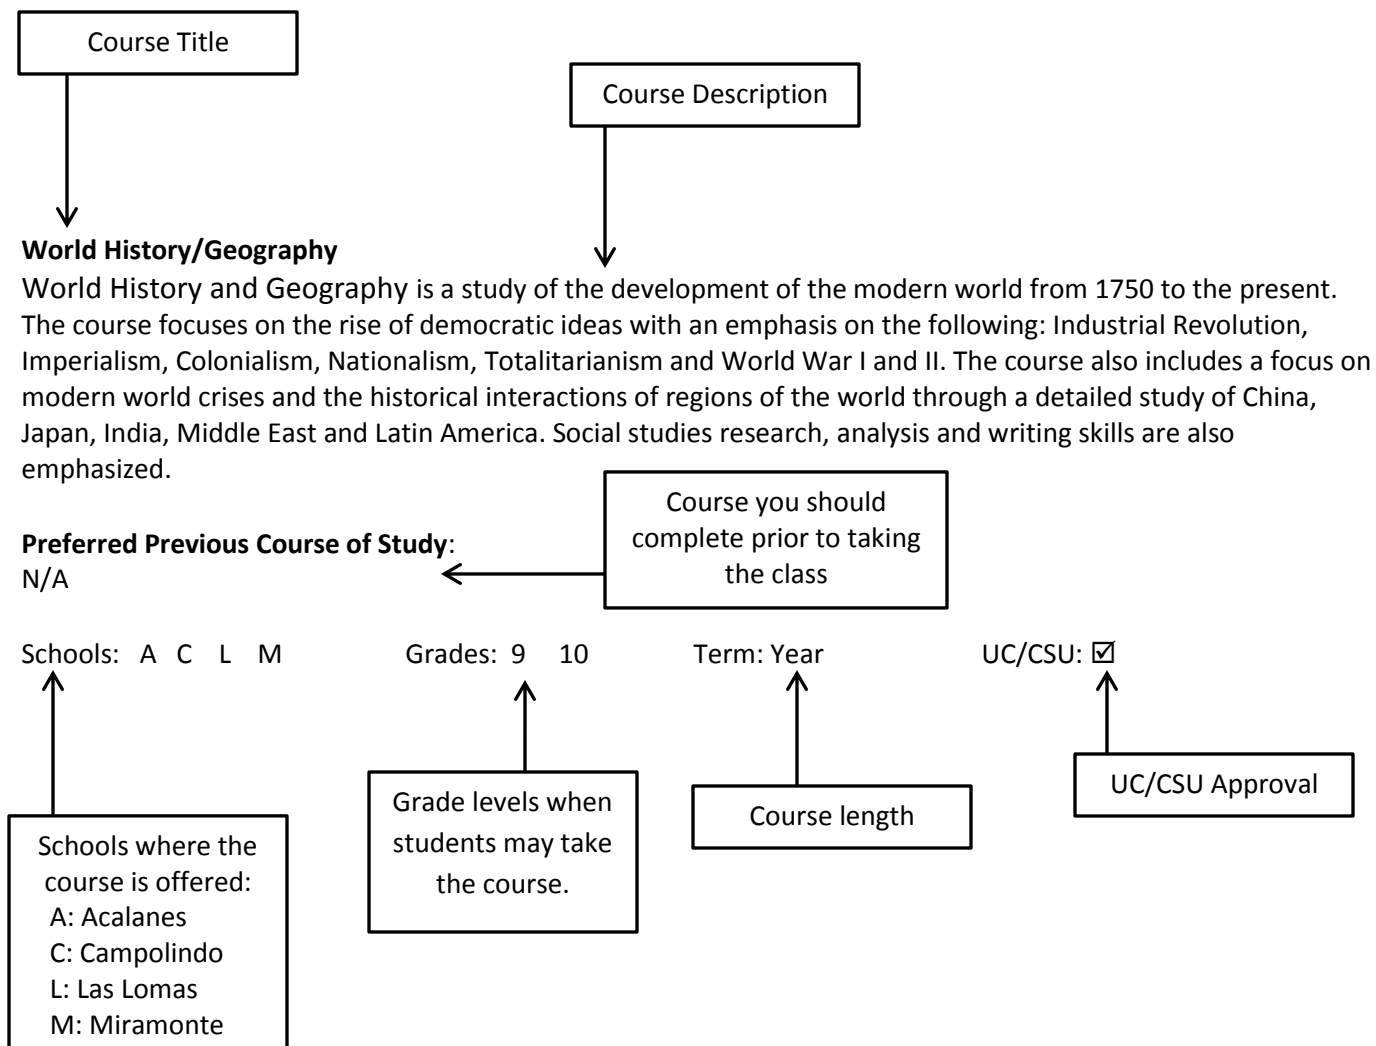 Course Title
Course Description
World History/Geography
World History and Geography is a study of the development of the modern world from 1750 to the present.
The course focuses on the rise of democratic ideas with an emphasis on the following: Industrial Revolution,
Imperialism, Colonialism, Nationalism, Totalitarianism and World War I and II. The course also includes a focus on
modern world crises and the historical interactions of regions of the world through a detailed study of China,
Japan, India, Middle East and Latin America. Social studies research, analysis and writing skills are also
emphasized.
Course you should
complete prior to taking
the class
Preferred Previous Course of Study:
N/A
Schools: A C L M Grades: 9 10 Term: Year UC/CSU: ☑
Schools where the
course is offered:
A: Acalanes
C: Campolindo
L: Las Lomas
M: Miramonte
Grade levels when
students may take
the course.
Course length
UC/CSU Approval